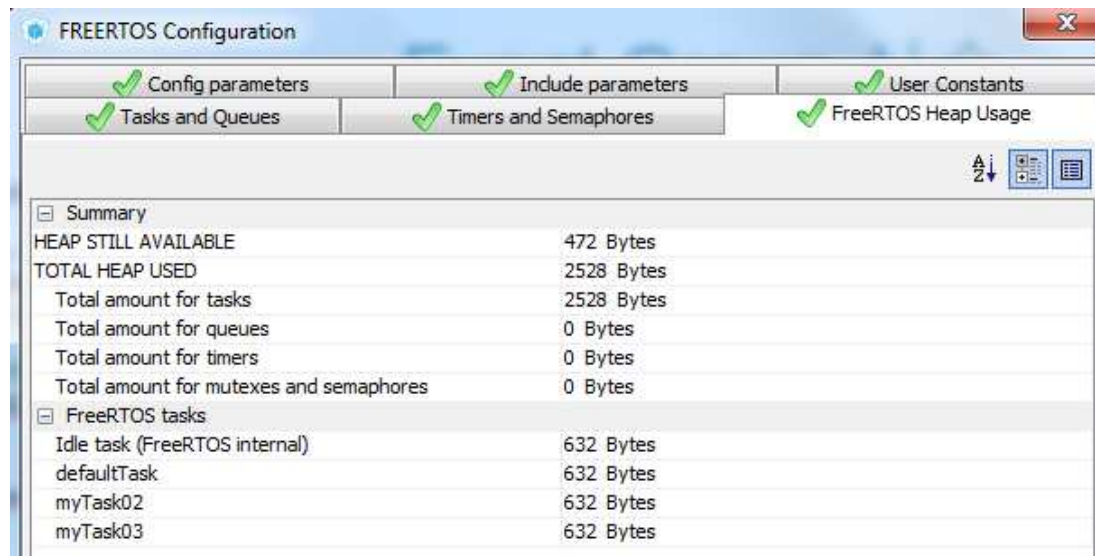 FREERTOS Configuration
Config parameters
Include parameters
User Constants
Tasks and Queues
Timers and Semaphores
FreeRTOS Heap Usage
Summary
HEAP STILL AVAILABLE 472 Bytes
TOTAL HEAP USED 2528 Bytes
Total amount for tasks 2528 Bytes
Total amount for queues 0 Bytes
Total amount for timers 0 Bytes
Total amount for mutexes and semaphores 0 Bytes
FreeRTOS tasks
Idle task (FreeRTOS internal) 632 Bytes
defaultTask 632 Bytes
myTask02 632 Bytes
myTask03 632 Bytes